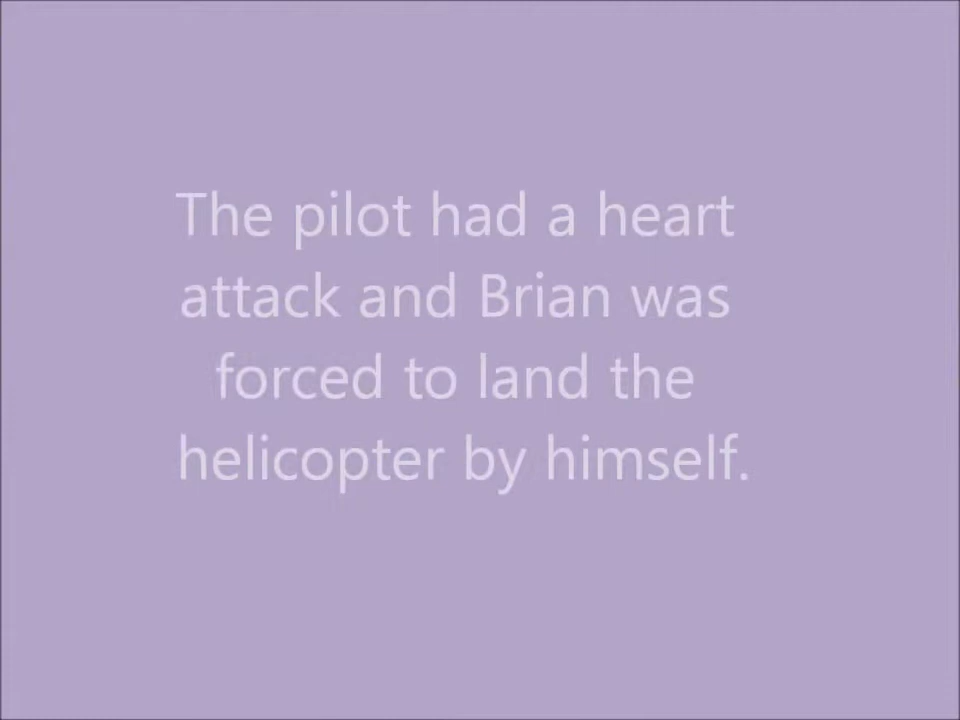 The pilot had a heart
attack and Brian was
forced to land the
helicopter by himself.